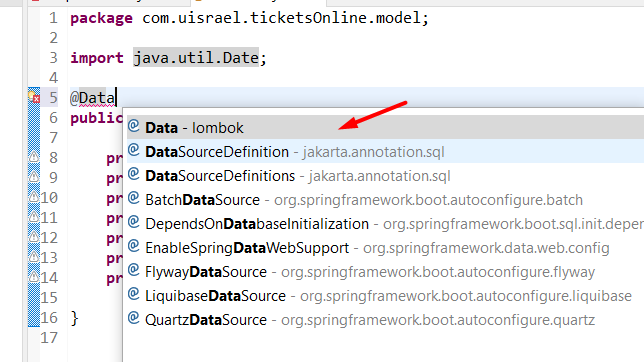 1 package com.uisrael.ticketsOnline.model;
2
3 import java.util.Date;
4
5 @Data
6 public
7
8 pr
9 pr
10 pr
11 pr
12 pr
13 pr
14 pr
15
16 }
17
Data - lombok
DataSourceDefinition - jakarta.annotation.sql
DataSourceDefinitions - jakarta.annotation.sql
BatchDataSource - org.springframework.boot.autoconfigure.batch
DependsOnDatabaseInitialization - org.springframework.boot.sql.init.depen
EnableSpringDataWebSupport - org.springframework.data.web.config
FlywayDataSource - org.springframework.boot.autoconfigure.flyway
LiquibaseDataSource - org.springframework.boot.autoconfigure.liquibase
QuartzDataSource - org.springframework.boot.autoconfigure.quartz